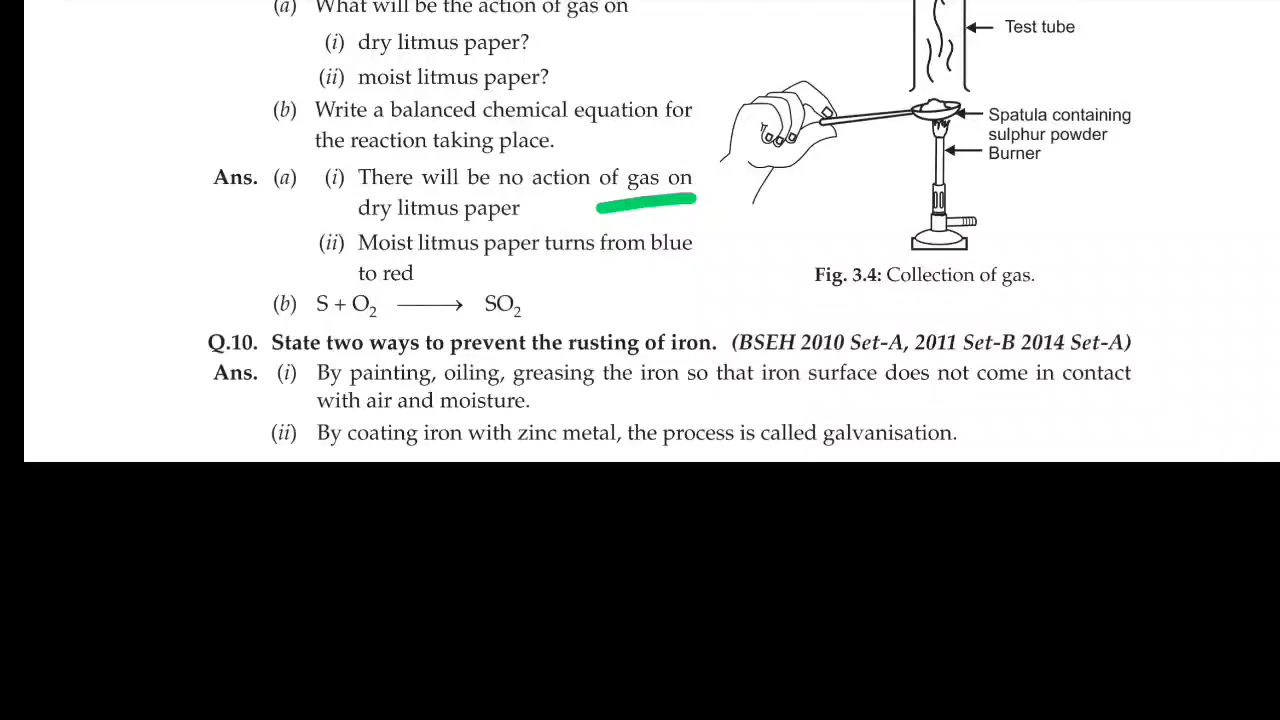 (a) What will be the action of gas on
(i) dry litmus paper?
(ii) moist litmus paper?
(b) Write a balanced chemical equation for
the reaction taking place.
Ans. (a) (i) There will be no action of gas on
dry litmus paper
(ii) Moist litmus paper turns from blue
to red
(b) S + O₂ ⟶ SO₂
Test tube
Spatula containing
sulphur powder
Burner
Fig. 3.4: Collection of gas.
Q.10. State two ways to prevent the rusting of iron. (BSEH 2010 Set-A, 2011 Set-B 2014 Set-A)
Ans. (i) By painting, oiling, greasing the iron so that iron surface does not come in contact
with air and moisture.
(ii) By coating iron with zinc metal, the process is called galvanisation.